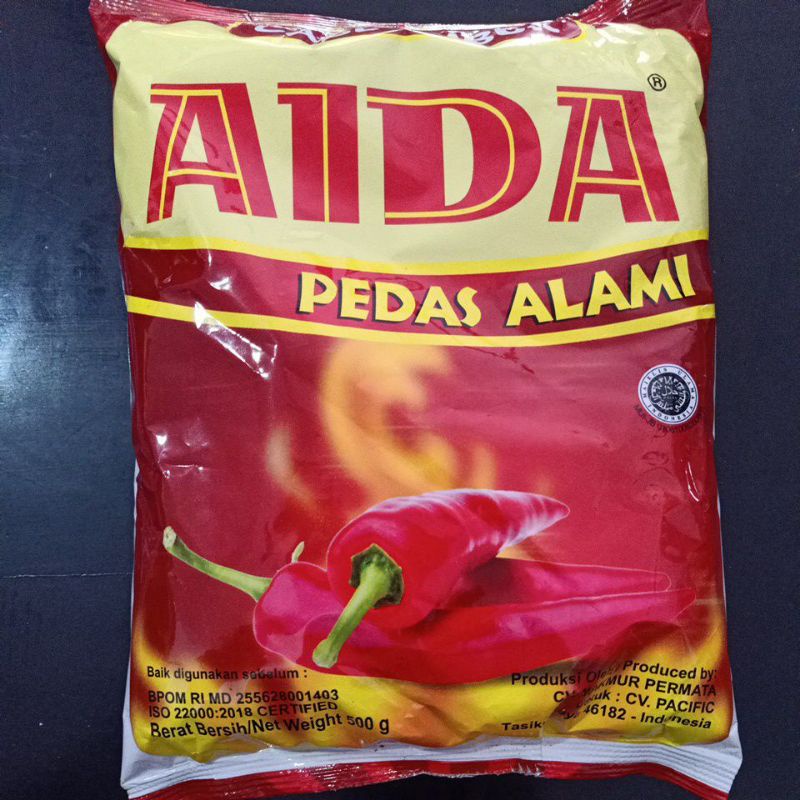 AIDA
®
PEDAS ALAMI
Baik digunakan sebelum :
BPOM RI MD 255628001403
ISO 22000:2018 CERTIFIED
Berat Bersih/Net Weight 500 g
Produksi Oleh/Produced by:
CV. MAKMUR PERMATA
: CV. PACIFIC
46182 - Indonesia